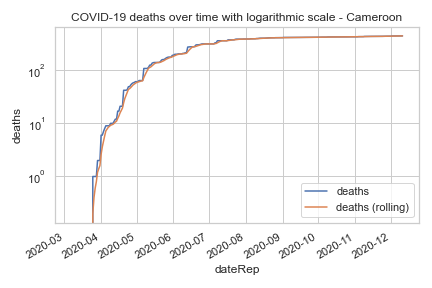 COVID-19 deaths over time with logarithmic scale - Cameroon
deaths
10²
10¹
10⁰
deaths
deaths (rolling)
2020-03
2020-04
2020-05
2020-06
2020-07
2020-08
2020-09
2020-10
2020-11
2020-12
dateRep